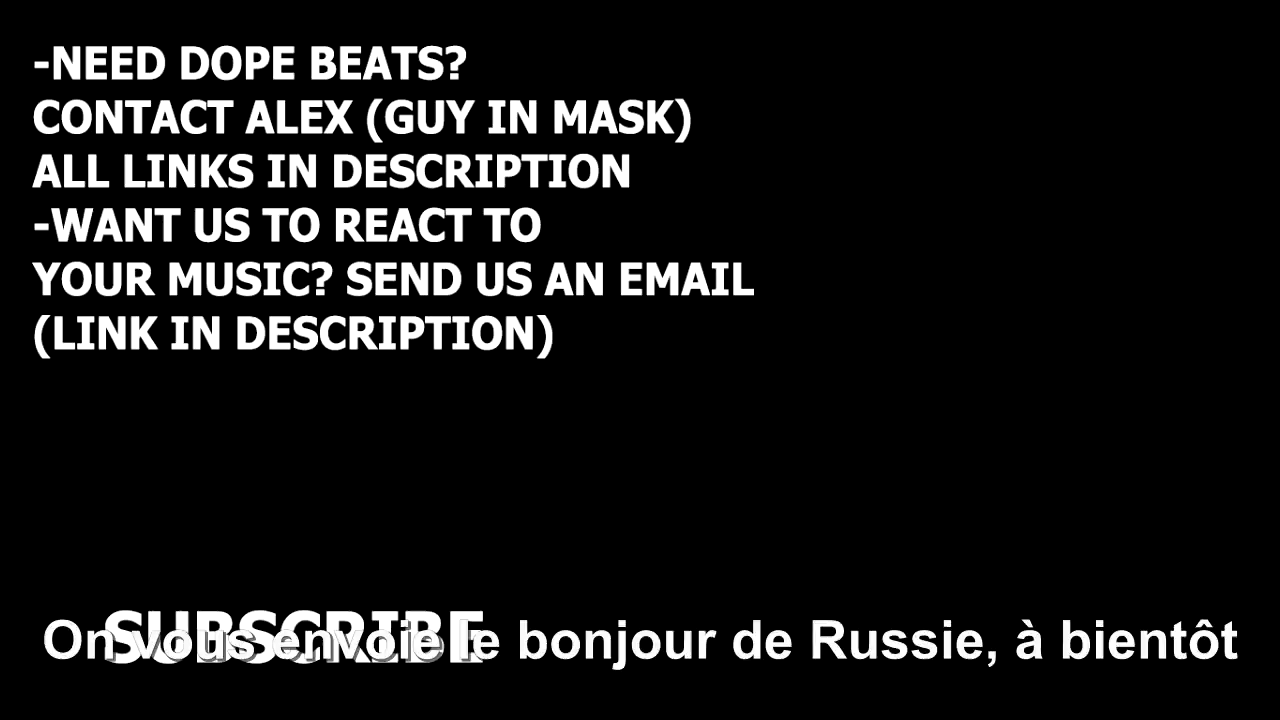 -NEED DOPE BEATS?
CONTACT ALEX (GUY IN MASK)
ALL LINKS IN DESCRIPTION
-WANT US TO REACT TO
YOUR MUSIC? SEND US AN EMAIL
(LINK IN DESCRIPTION)
SUBSCRIBE
On vous envoie le bonjour de Russie, à bientôt